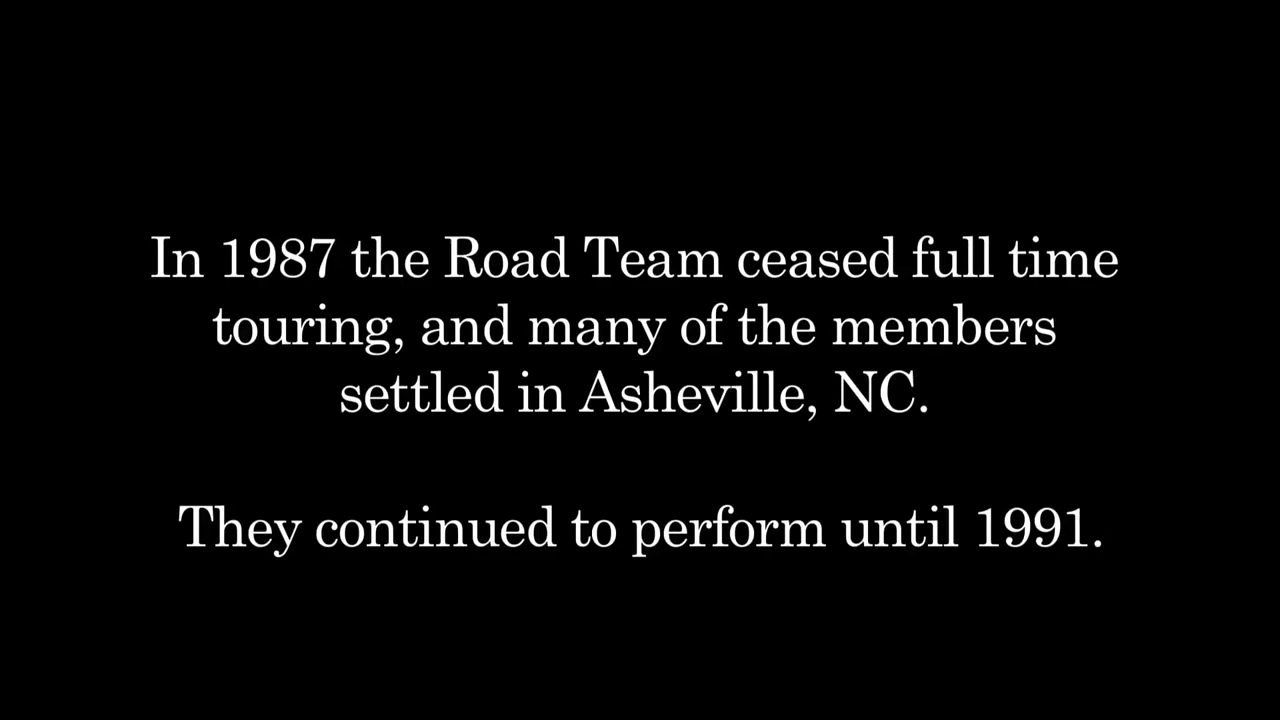 In 1987 the Road Team ceased full time
touring, and many of the members
settled in Asheville, NC.
They continued to perform until 1991.